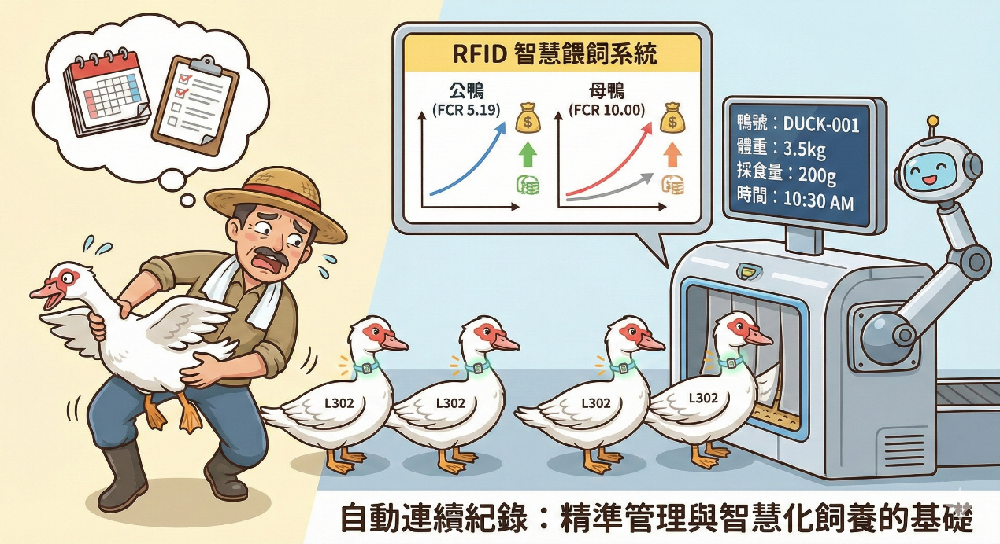 RFID 智慧餵飼系統
公鴨
(FCR 5.19)
母鴨
(FCR 10.00)
$
$
鴨號：DUCK-001
體重：3.5kg
採食量：200g
時間：10:30 AM
L302
L302
L302
L302
自動連續紀錄：精準管理與智慧化飼養的基礎